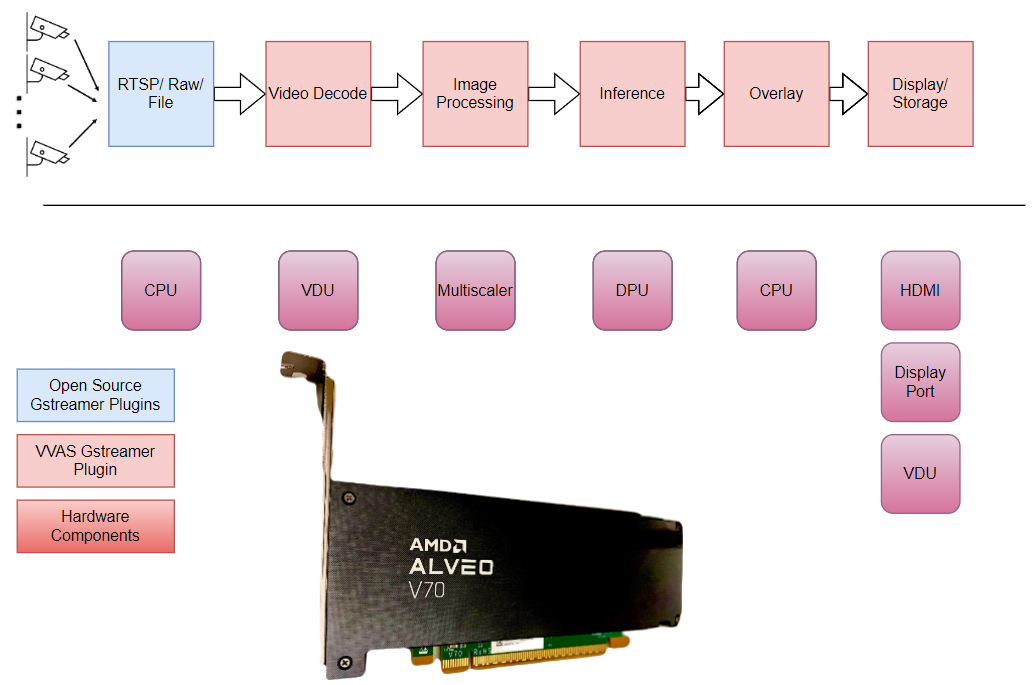 RTSP/ Raw/
File
Video Decode
Image
Processing
Inference
Overlay
Display/
Storage
CPU
VDU
Multiscaler
DPU
CPU
HDMI
Display
Port
VDU
Open Source
Gstreamer Plugins
VVAS Gstreamer
Plugin
Hardware
Components
AMD
ALVEO
V70
V70